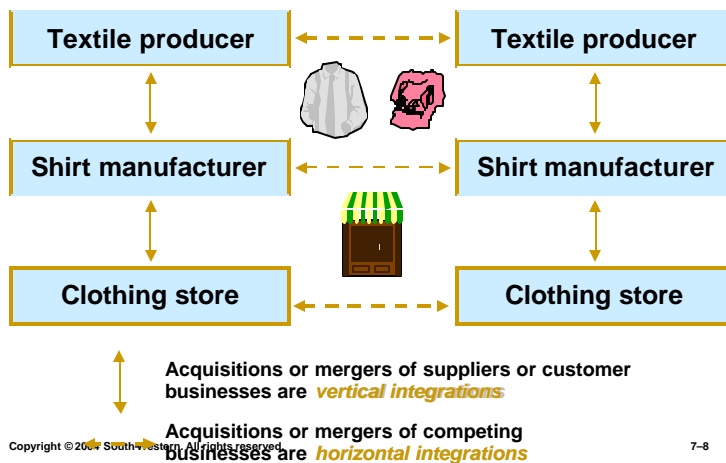 Textile producer
Textile producer
Shirt manufacturer
Shirt manufacturer
Clothing store
Clothing store
Acquisitions or mergers of suppliers or customer
businesses are vertical integrations
Acquisitions or mergers of competing
businesses are horizontal integrations
Copyright © 2004 South-Western. All rights reserved.
7–8